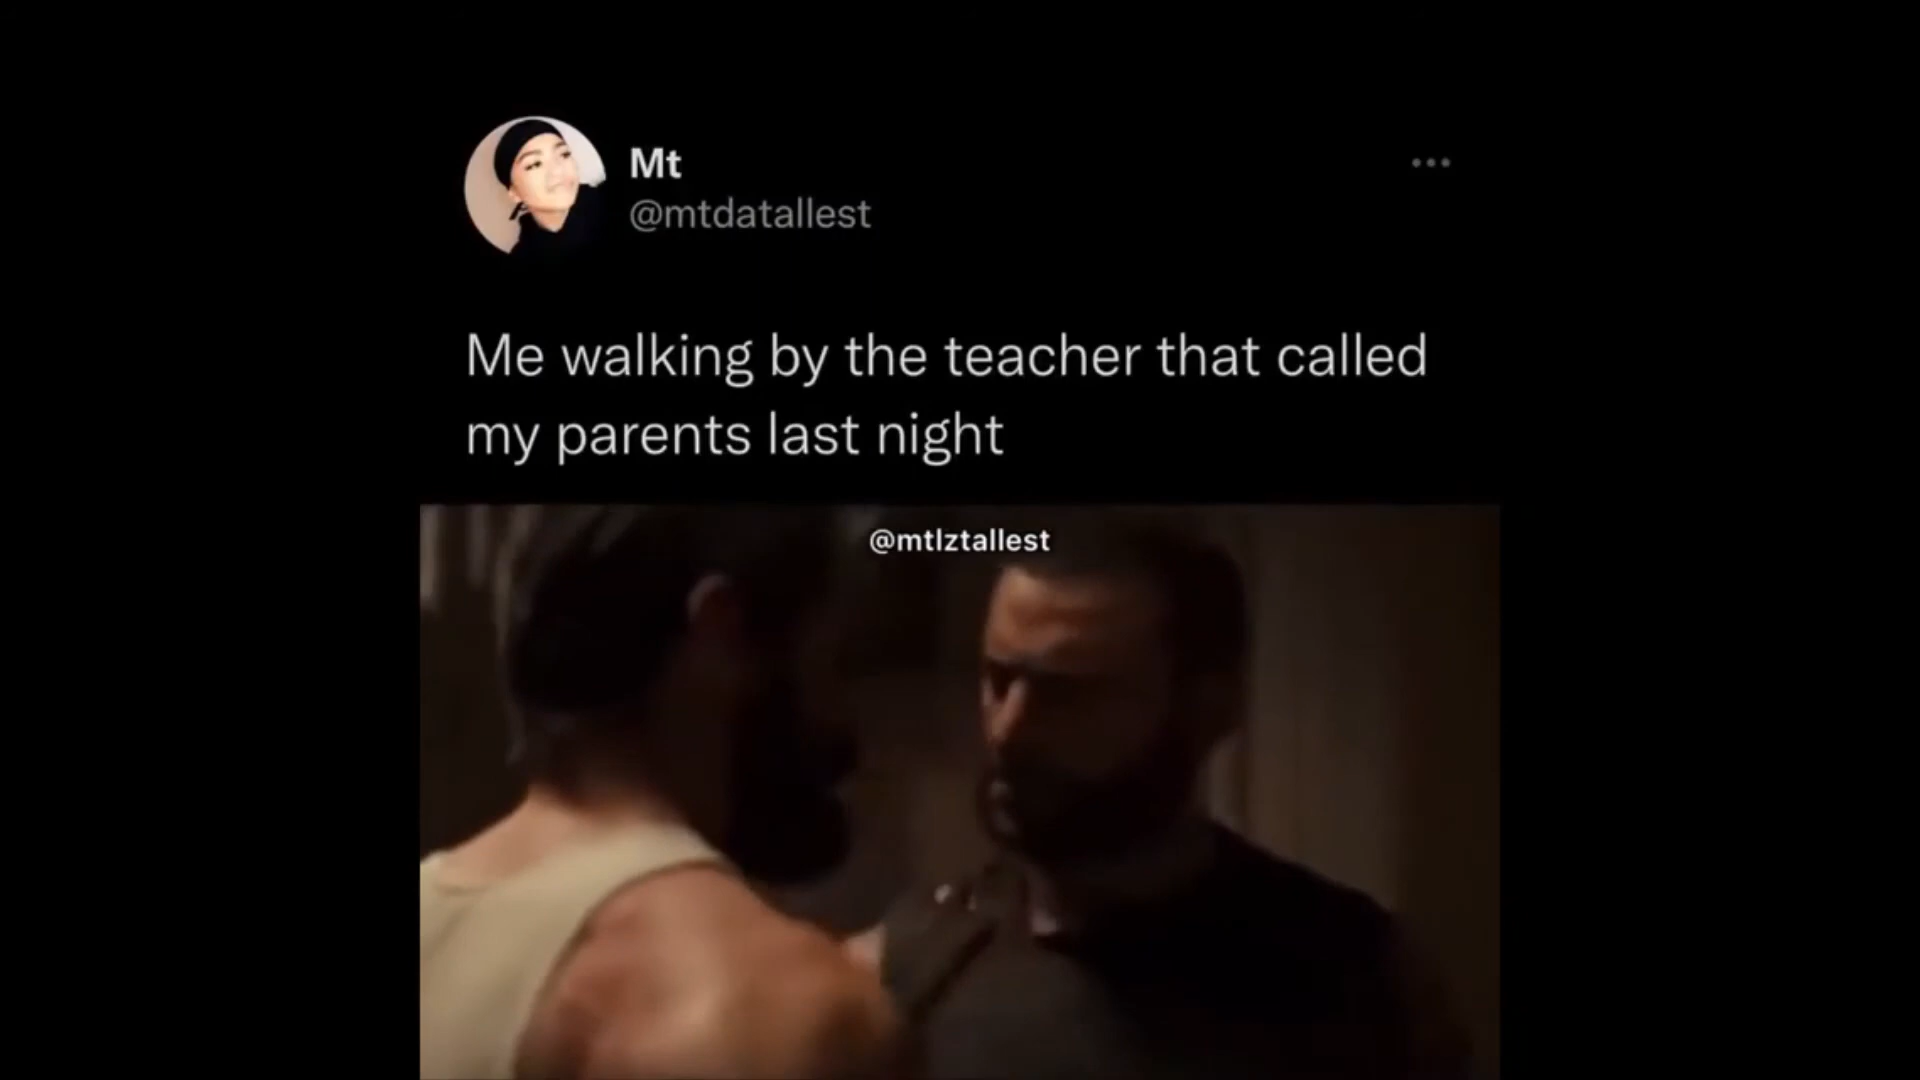 Mt
@mtdatallest
Me walking by the teacher that called
my parents last night
@mtlztallest